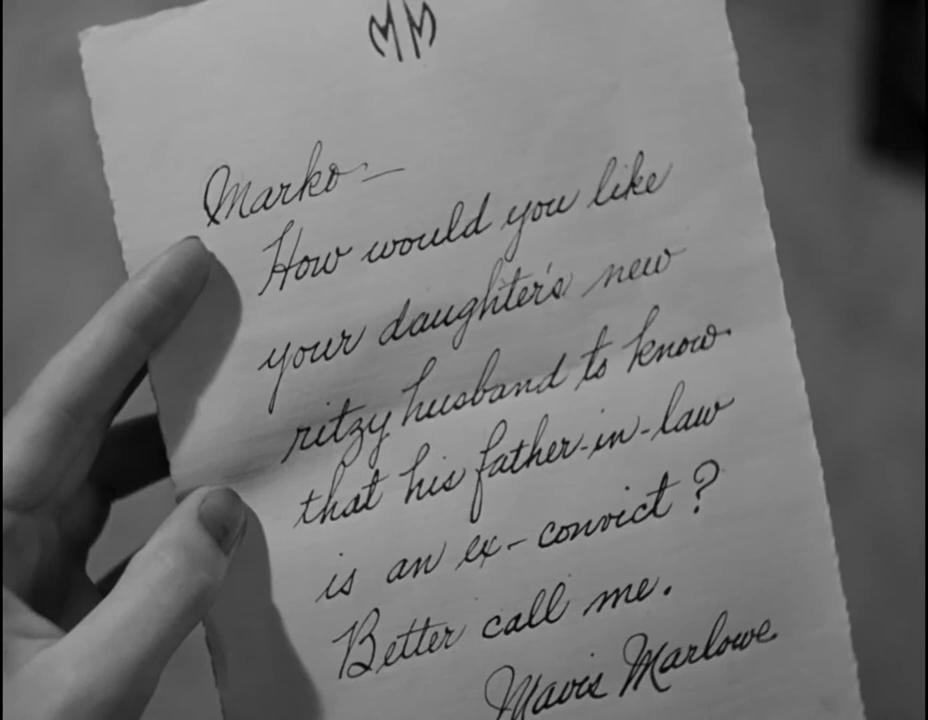 MM
Marko—
How would you like
your daughter's new
ritzy husband to know
that his father-in-law
is an ex-convict?
Better call me.
Mavis Marlowe